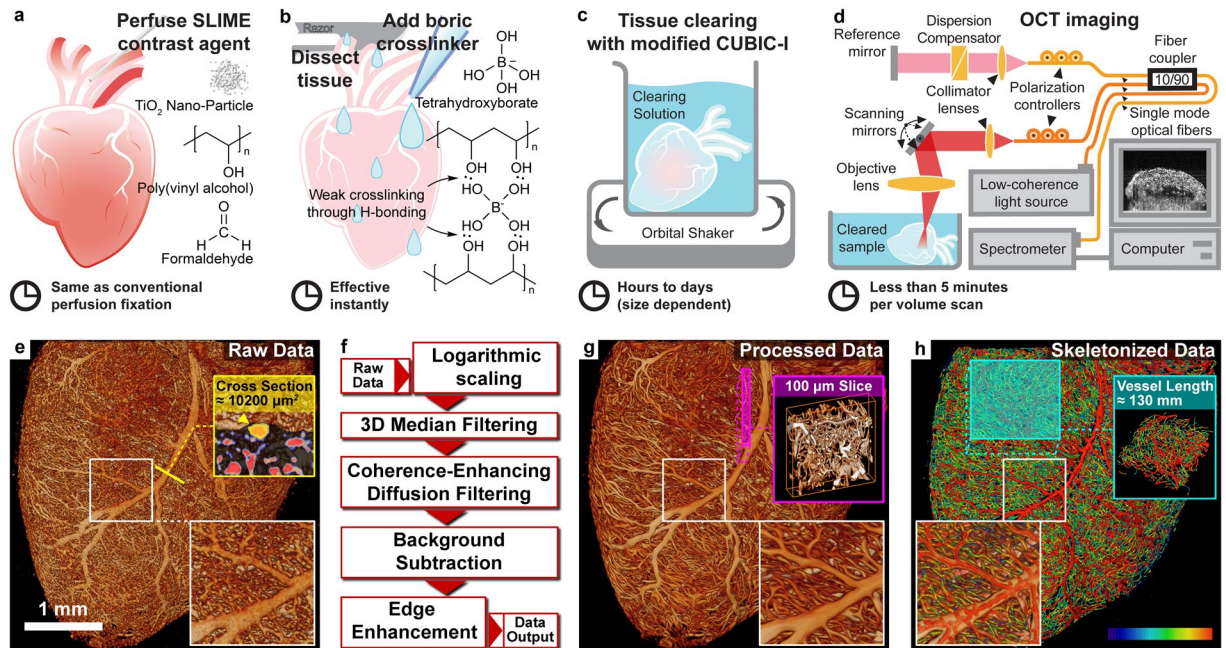 a
Perfuse SLIME
contrast agent
TiO₂ Nano-Particle
n
OH
Poly(vinyl alcohol)
O
H H
Formaldehyde
Same as conventional
perfusion fixation
b
Razor
Dissect
tissue
Add boric
crosslinker
OH
HO B⁻ OH
OH
Tetrahydroxyborate
n
OH OH
HO OH
B⁻
HO OH
OH OH
n
Weak crosslinking
through H-bonding
Effective
instantly
c
Tissue clearing
with modified CUBIC-I
Clearing
Solution
Orbital Shaker
Hours to days
(size dependent)
d
OCT imaging
Reference
mirror
Dispersion
Compensator
Collimator
lenses
Polarization
controllers
Fiber
coupler
10/90
Single mode
optical fibers
Scanning
mirrors
Objective
lens
Low-coherence
light source
Cleared
sample
Spectrometer
Computer
Less than 5 minutes
per volume scan
e
Raw Data
Cross Section
≈ 10200 µm²
1 mm
f
Raw
Data
Logarithmic
scaling
3D Median Filtering
Coherence-Enhancing
Diffusion Filtering
Background
Subtraction
Edge
Enhancement
Data
Output
g
Processed Data
100 µm Slice
h
Skeletonized Data
Vessel Length
≈ 130 mm